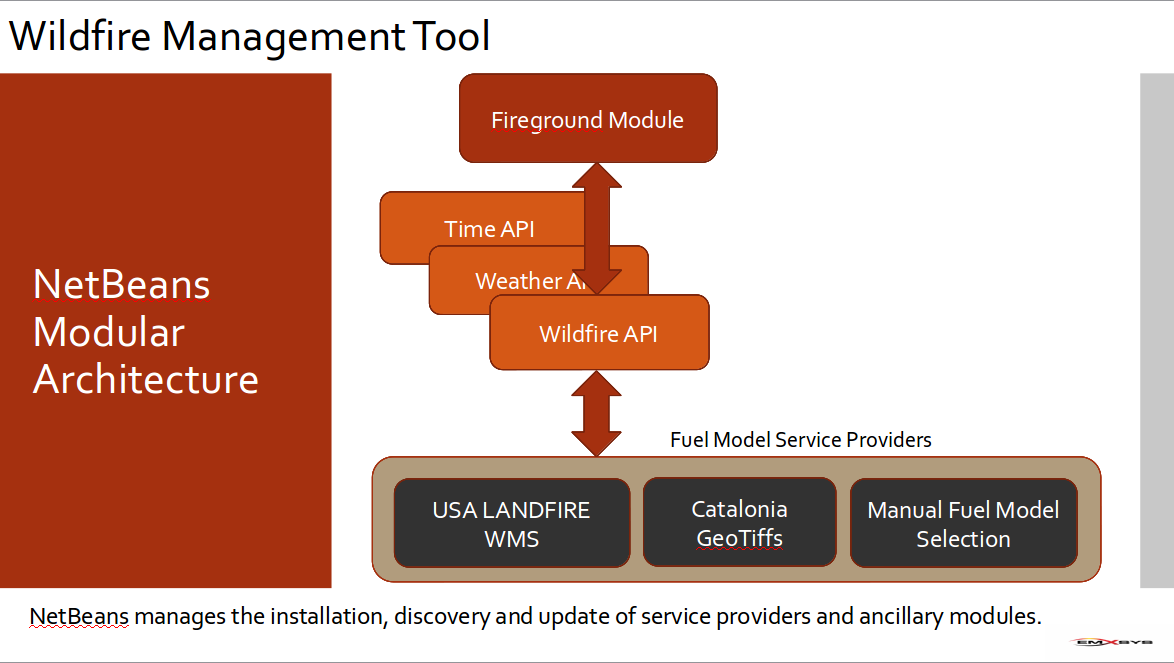 Wildfire Management Tool
Fireground Module
Time API
Weather A
Wildfire API
NetBeans
Modular
Architecture
Fuel Model Service Providers
USA LANDFIRE
WMS
Catalonia
GeoTiffs
Manual Fuel Model
Selection
NetBeans manages the installation, discovery and update of service providers and ancillary modules.
EMXSYS